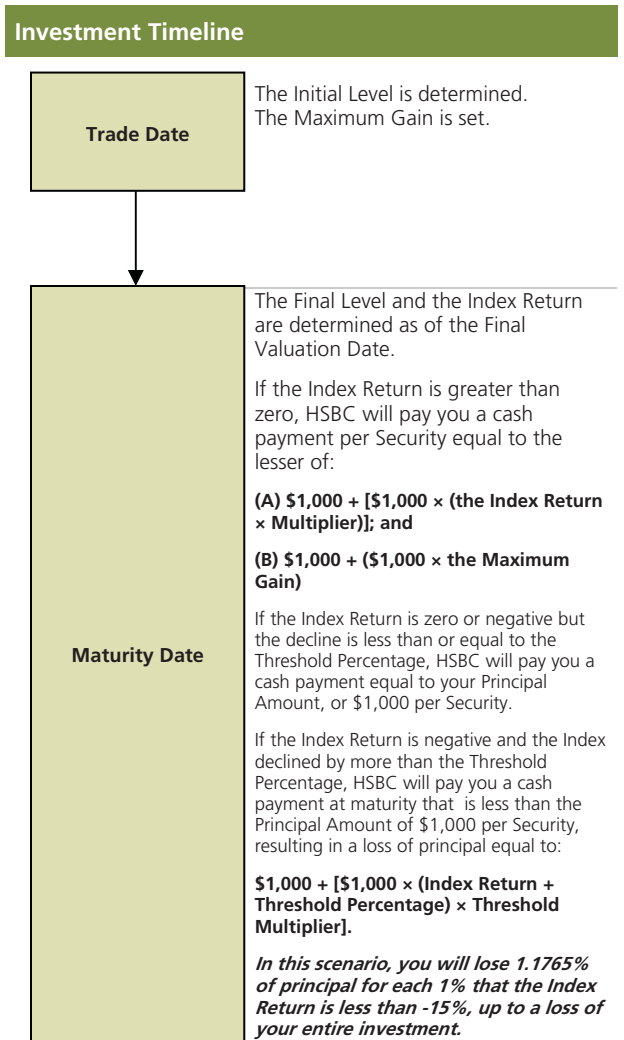 Investment Timeline
Trade Date
The Initial Level is determined.
The Maximum Gain is set.
Maturity Date
The Final Level and the Index Return
are determined as of the Final
Valuation Date.
If the Index Return is greater than
zero, HSBC will pay you a cash
payment per Security equal to the
lesser of:
(A) $1,000 + [$1,000 × (the Index Return
× Multiplier)]; and
(B) $1,000 + ($1,000 × the Maximum
Gain)
If the Index Return is zero or negative but
the decline is less than or equal to the
Threshold Percentage, HSBC will pay you a
cash payment equal to your Principal
Amount, or $1,000 per Security.
If the Index Return is negative and the Index
declined by more than the Threshold
Percentage, HSBC will pay you a cash
payment at maturity that is less than the
Principal Amount of $1,000 per Security,
resulting in a loss of principal equal to:
$1,000 + [$1,000 × (Index Return +
Threshold Percentage) × Threshold
Multiplier].
In this scenario, you will lose 1.1765%
of principal for each 1% that the Index
Return is less than -15%, up to a loss of
your entire investment.